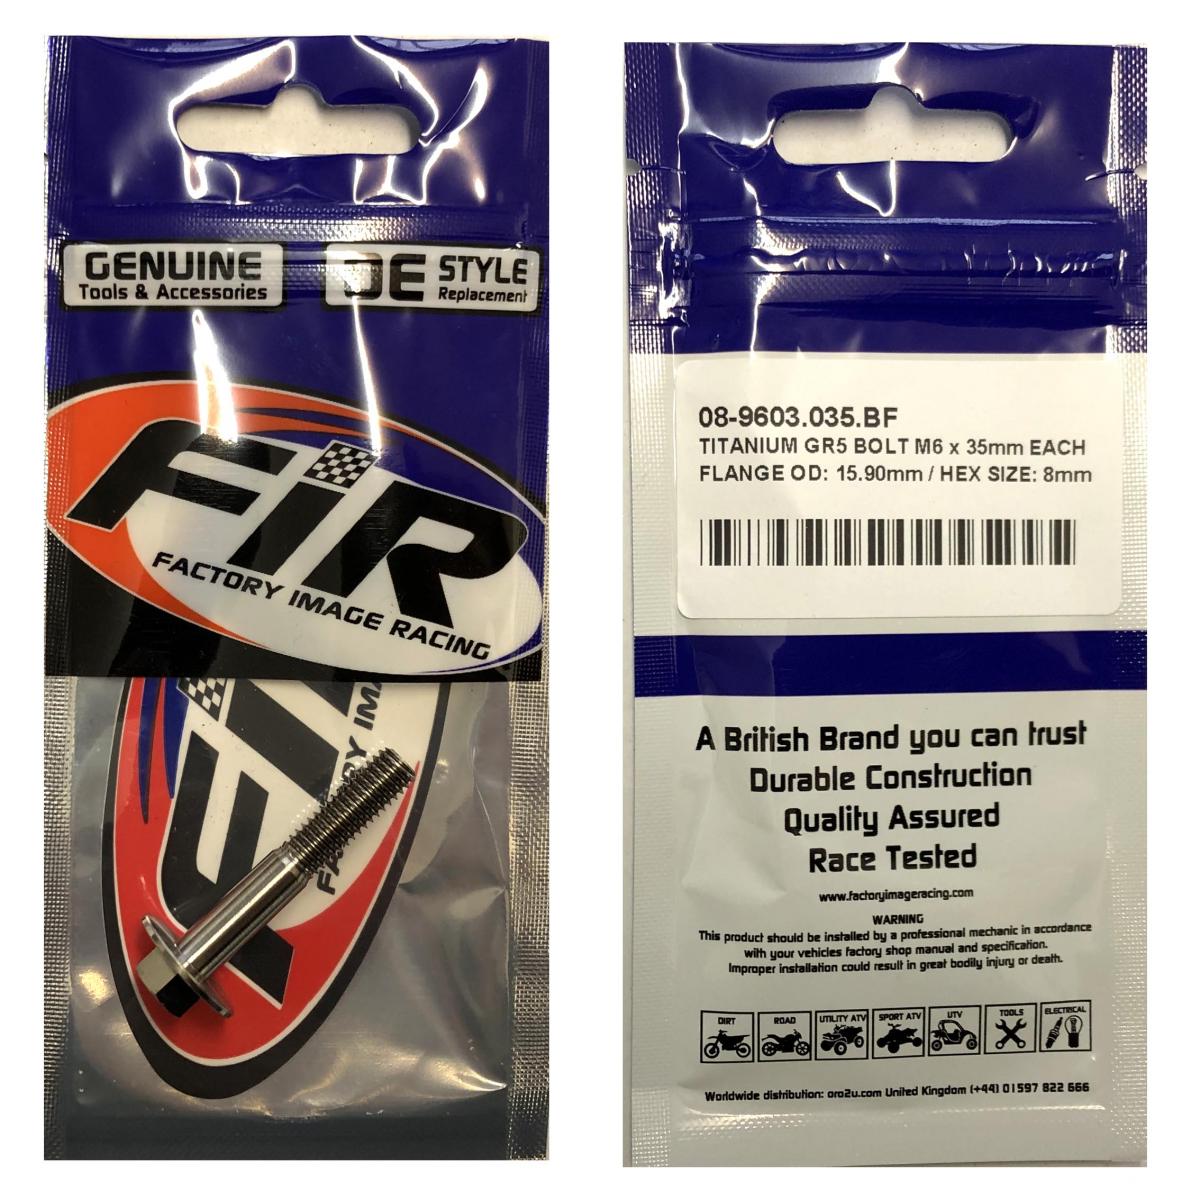 GENUINE
Tools & Accessories
OE STYLE
Replacement
FIR
FACTORY IMAGE RACING
08-9603.035.BF
TITANIUM GR5 BOLT M6 x 35mm EACH
FLANGE OD: 15.90mm / HEX SIZE: 8mm
A British Brand you can trust
Durable Construction
Quality Assured
Race Tested
www.factoryimageracing.com
WARNING
This product should be installed by a professional mechanic in accordance
with your vehicles factory shop manual and specification.
Improper installation could result in great bodily injury or death.
DIRT ROAD UTILITY ATV SPORT ATV UTV TOOLS ELECTRICAL
Worldwide distribution: oro2u.com United Kingdom (+44) 01597 822 666